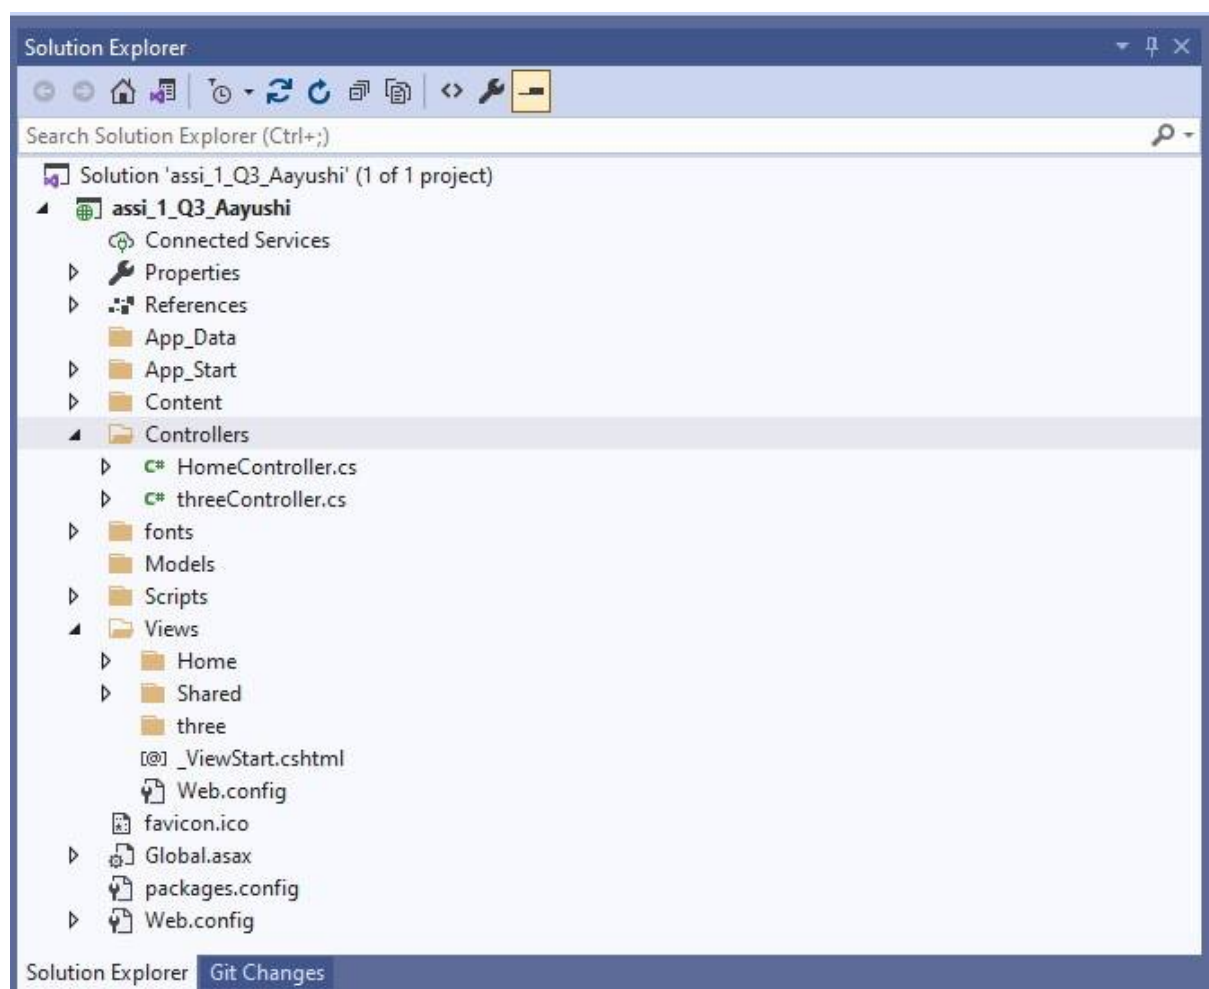 Solution Explorer
Search Solution Explorer (Ctrl+;)
Solution 'assi_1_Q3_Aayushi' (1 of 1 project)
assi_1_Q3_Aayushi
Connected Services
Properties
References
App_Data
App_Start
Content
Controllers
C# HomeController.cs
C# threeController.cs
fonts
Models
Scripts
Views
Home
Shared
three
[@] _ViewStart.cshtml
Web.config
favicon.ico
Global.asax
packages.config
Web.config
Solution Explorer Git Changes